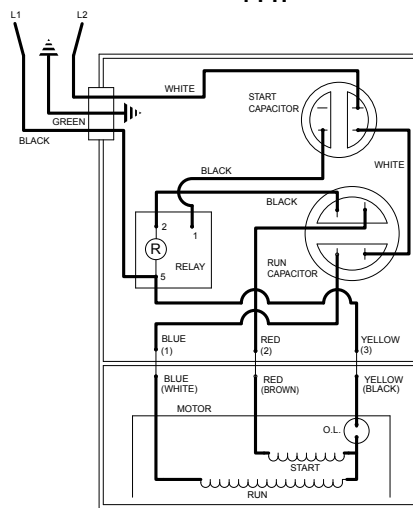 L1 L2
WHITE
START
CAPACITOR
GREEN
BLACK
WHITE
BLACK
BLACK
2
1
R
RELAY
RUN
CAPACITOR
5
BLUE
(1)
RED
(2)
YELLOW
(3)
BLUE
(WHITE)
RED
(BROWN)
YELLOW
(BLACK)
MOTOR
O.L.
START
RUN